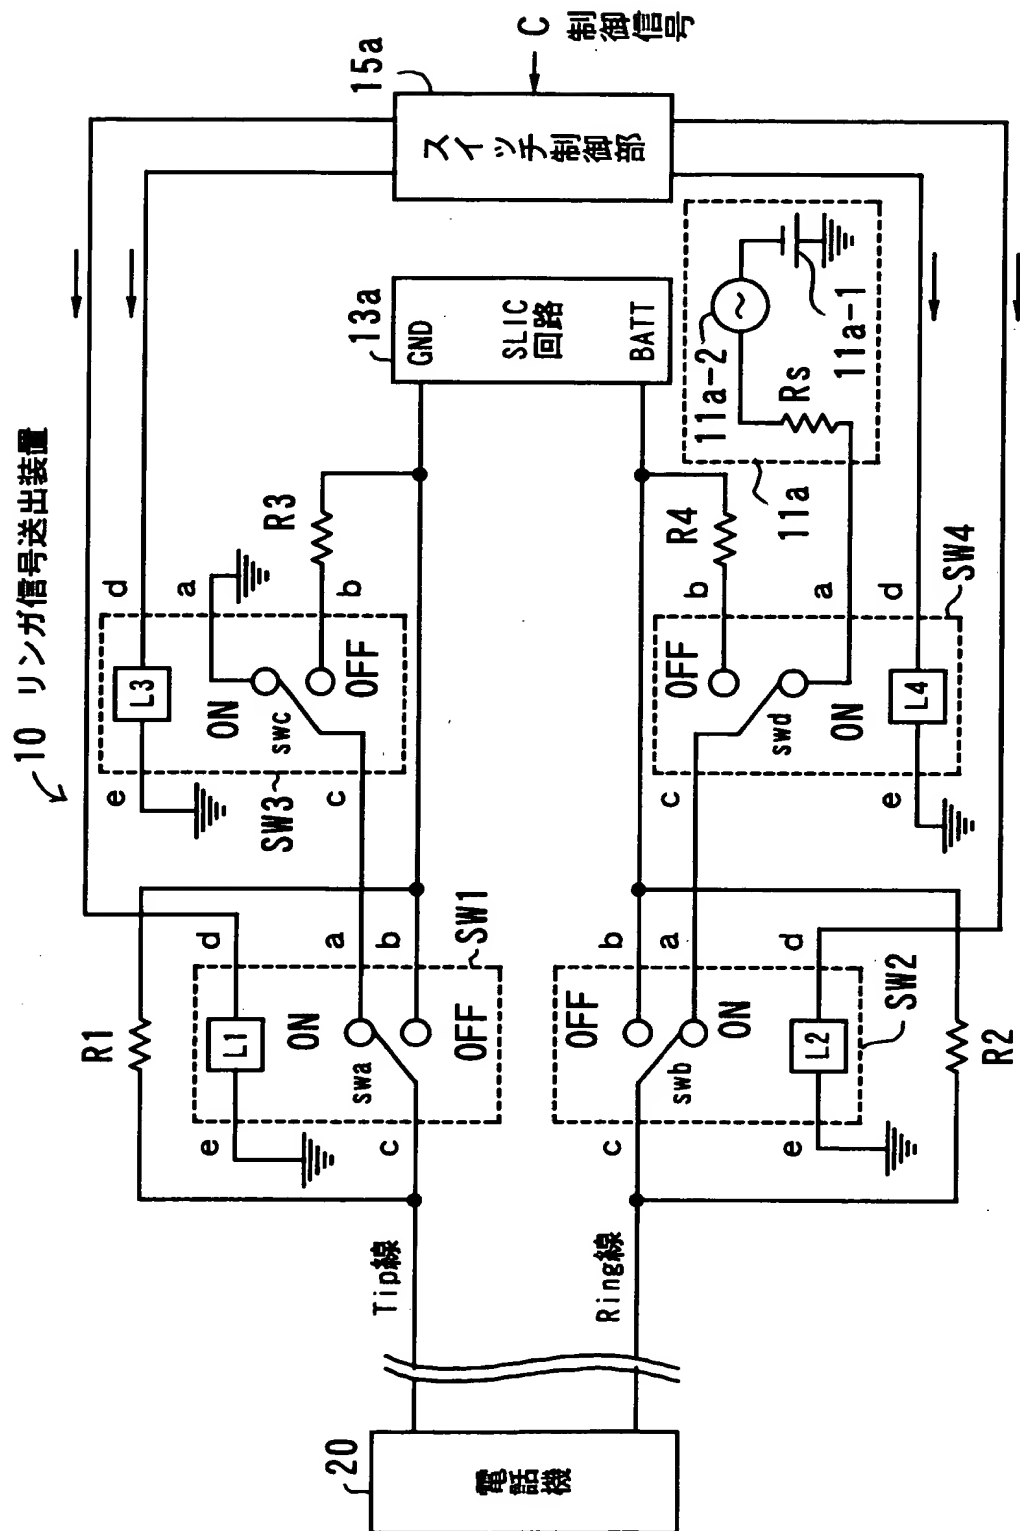 10 リンガ信号送出装置
20
電話機
Tip線
Ring線
R1
L1
d
e
ON
swa
OFF
a
b
c
SW1
OFF
swb
ON
b
a
c
L2
d
e
SW2
R2
L3
d
e
ON
swc
OFF
a
b
c
SW3
R3
OFF
swd
ON
b
a
c
L4
d
e
SW4
R4
13a
GND
SLIC
回路
BATT
11a-2
Rs
11a-1
11a
15a
スイッチ制御部
C 制御信号